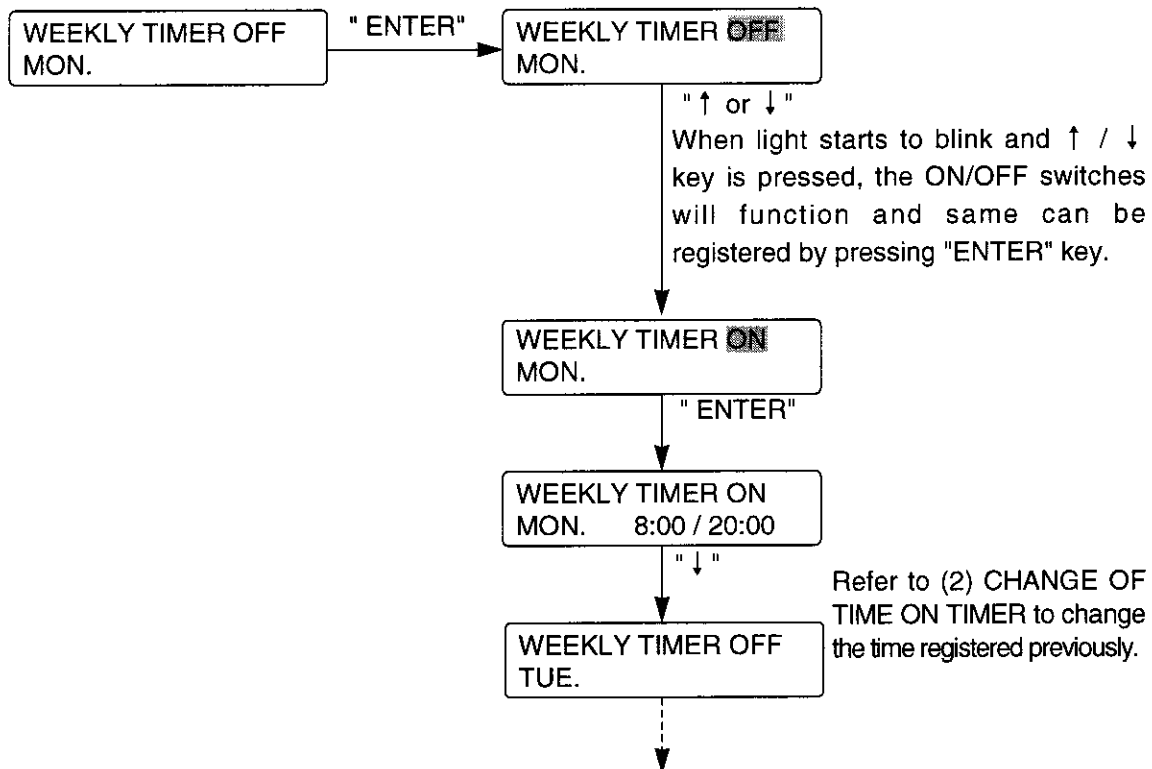 WEEKLY TIMER OFF
MON.
" ENTER"
WEEKLY TIMER OFF
MON.
"↑ or ↓"
When light starts to blink and ↑ / ↓
key is pressed, the ON/OFF switches
will function and same can be
registered by pressing "ENTER" key.
WEEKLY TIMER ON
MON.
" ENTER"
WEEKLY TIMER ON
MON. 8:00 / 20:00
"↓"
Refer to (2) CHANGE OF
TIME ON TIMER to change
the time registered previously.
WEEKLY TIMER OFF
TUE.